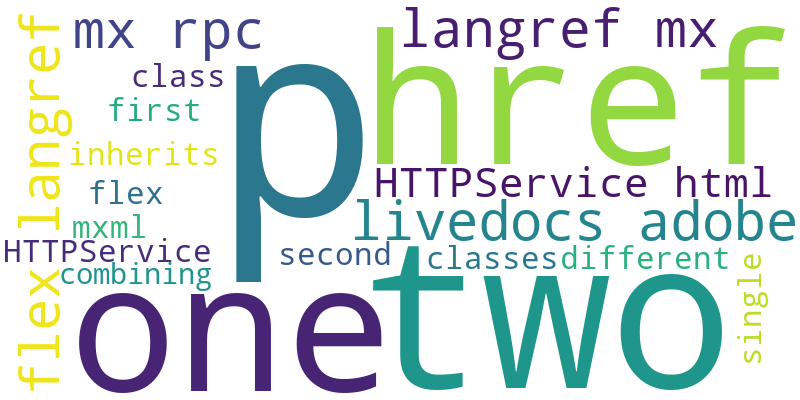 mx rpc
langref mx
class
p
href
first
inherits
HTTPService html
flex
mxml
livedocs adobe
HTTPService
second
classes
different
combining
one
two
flex langref
single